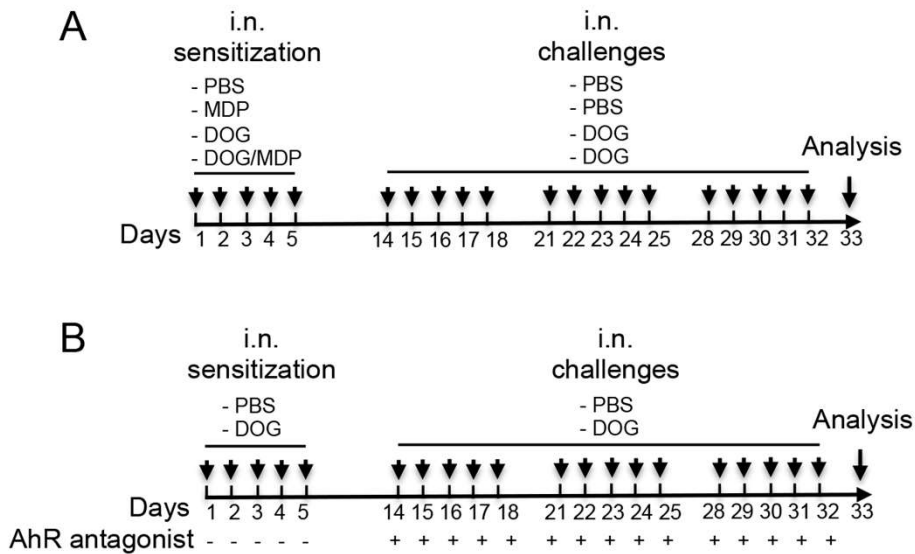 A
i.n. sensitization
- PBS
- MDP
- DOG
- DOG/MDP
i.n. challenges
- PBS
- PBS
- DOG
- DOG
Analysis
Days 1 2 3 4 5 14 15 16 17 18 21 22 23 24 25 28 29 30 31 32 33
B
i.n. sensitization
- PBS
- DOG
i.n. challenges
- PBS
- DOG
Analysis
Days 1 2 3 4 5 14 15 16 17 18 21 22 23 24 25 28 29 30 31 32 33
AhR antagonist - - - - - + + + + + + + + + + + + + + +